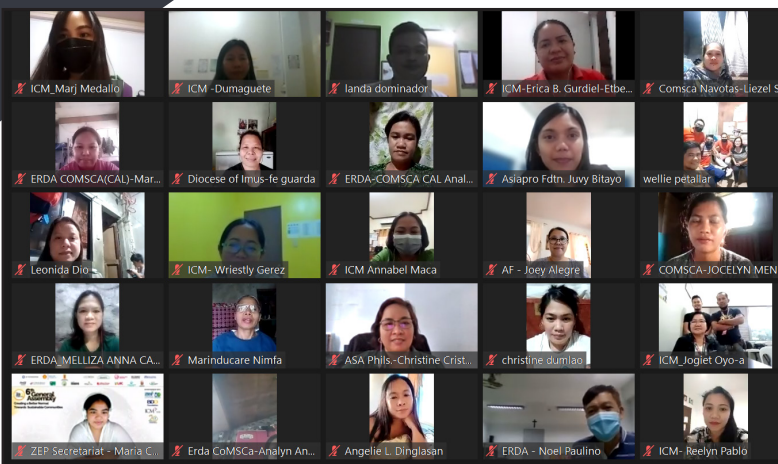 ICM_Marj Medallo
ICM -Dumaguete
landa dominador
ICM-Erica B. Gurdiel-Etbe...
Comsca Navotas-Liezel S
ERDA COMSCA(CAL)-Mar...
Diocese of Imus-fe guarda
ERDA-COMSCA CAL Anal...
Asiapro Fdtn. Juvy Bitayo
wellie petallar
Leonida Dio
ICM- Wriestly Gerez
ICM Annabel Maca
AF - Joey Alegre
COMSCA-JOCELYN MEN
ERDA_MELLIZA ANNA CA...
Marinducare Nimfa
ASA Phils.-Christine Crist...
christine dumlao
ICM_Jogiet Oyo-a
6th General
Assembly
ZEP Secretariat - Maria C...
Erda CoMSCa-Analyn An...
Angelie L. Dinglasan
ERDA - Noel Paulino
ICM- Reelyn Pablo